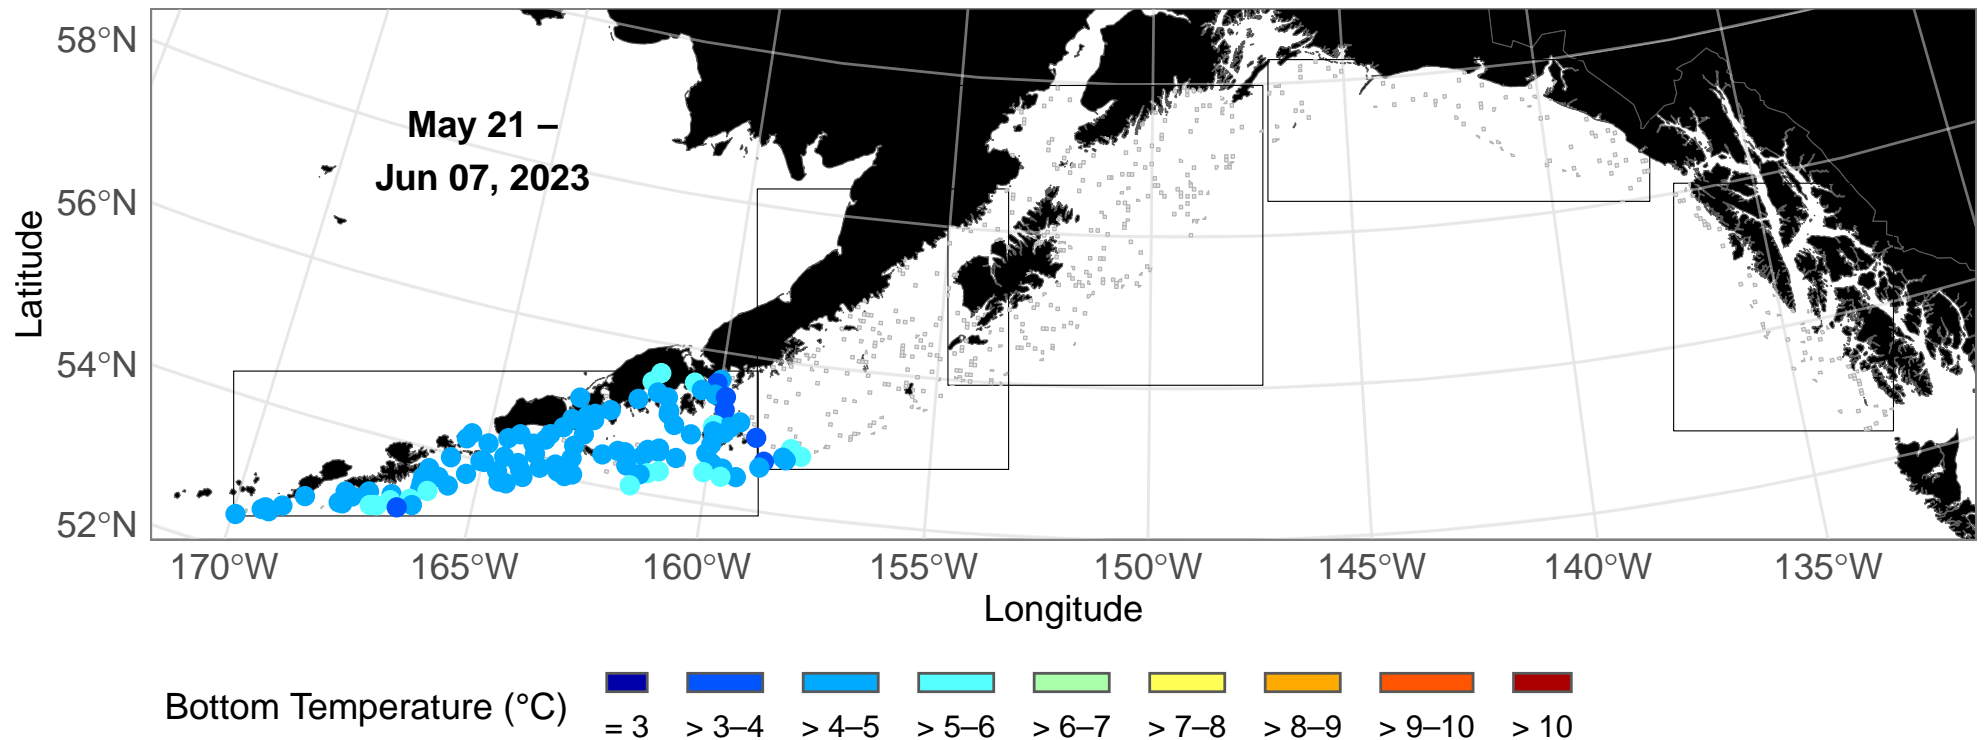 58°N
56°N
54°N
52°N
Latitude
May 21 –
Jun 07, 2023
170°W 165°W 160°W 155°W 150°W 145°W 140°W 135°W
Longitude
Bottom Temperature (°C)
= 3 > 3–4 > 4–5 > 5–6 > 6–7 > 7–8 > 8–9 > 9–10 > 10